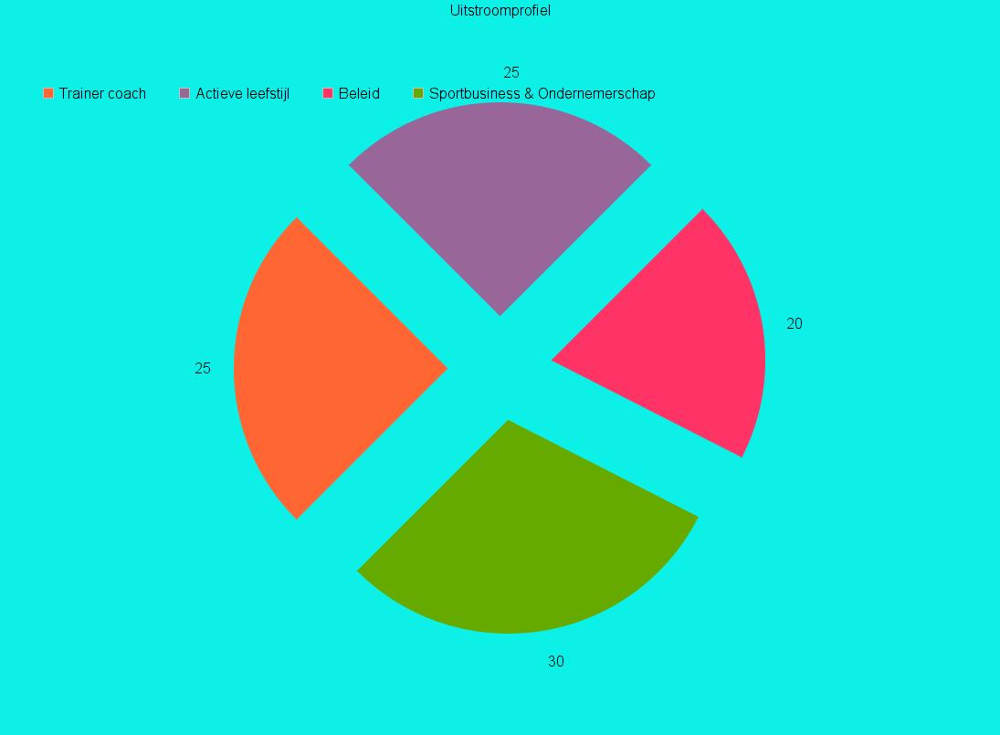 Uitstroomprofiel
25
Trainer coach Actieve leefstijl Beleid Sportbusiness & Ondernemerschap
20
25
30